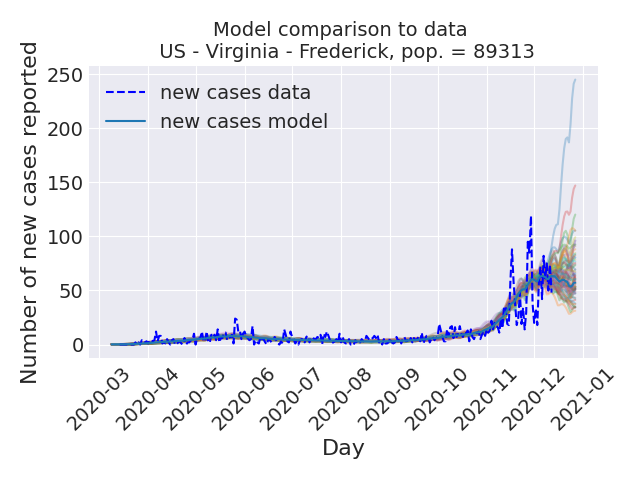 Model comparison to data
US - Virginia - Frederick, pop. = 89313
Number of new cases reported
250
200
150
100
50
0
new cases data
new cases model
2020-03
2020-04
2020-05
2020-06
2020-07
2020-08
2020-09
2020-10
2020-11
2020-12
2021-01
Day